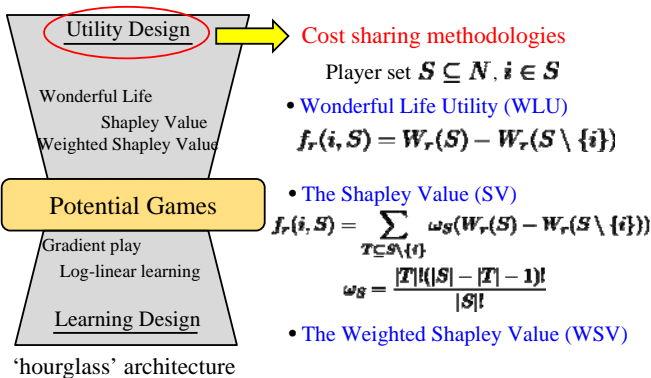 Utility Design
Wonderful Life
Shapley Value
Weighted Shapley Value
Potential Games
Gradient play
Log-linear learning
Learning Design
‘hourglass’ architecture
Cost sharing methodologies
Player set S ⊆ N, i ∈ S
• Wonderful Life Utility (WLU)
f_r(i, S) = W_r(S) − W_r(S \ {i})
• The Shapley Value (SV)
f_r(i, S) = ∑_{T⊆S\{i}} ω_S(W_r(S) − W_r(S \ {i}))
ω_S = |T|!(|S| − |T| − 1)! / |S|!
• The Weighted Shapley Value (WSV)